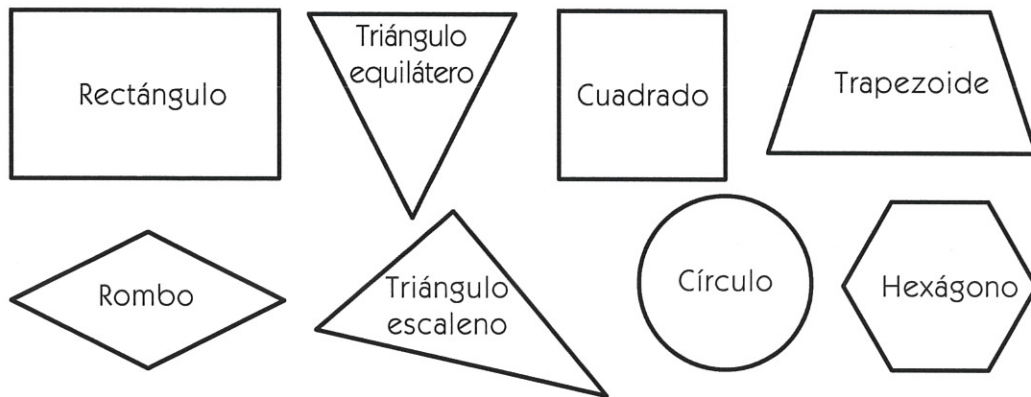 Rectángulo
Triángulo
equilátero
Cuadrado
Trapezoide
Rombo
Triángulo
escaleno
Círculo
Hexágono